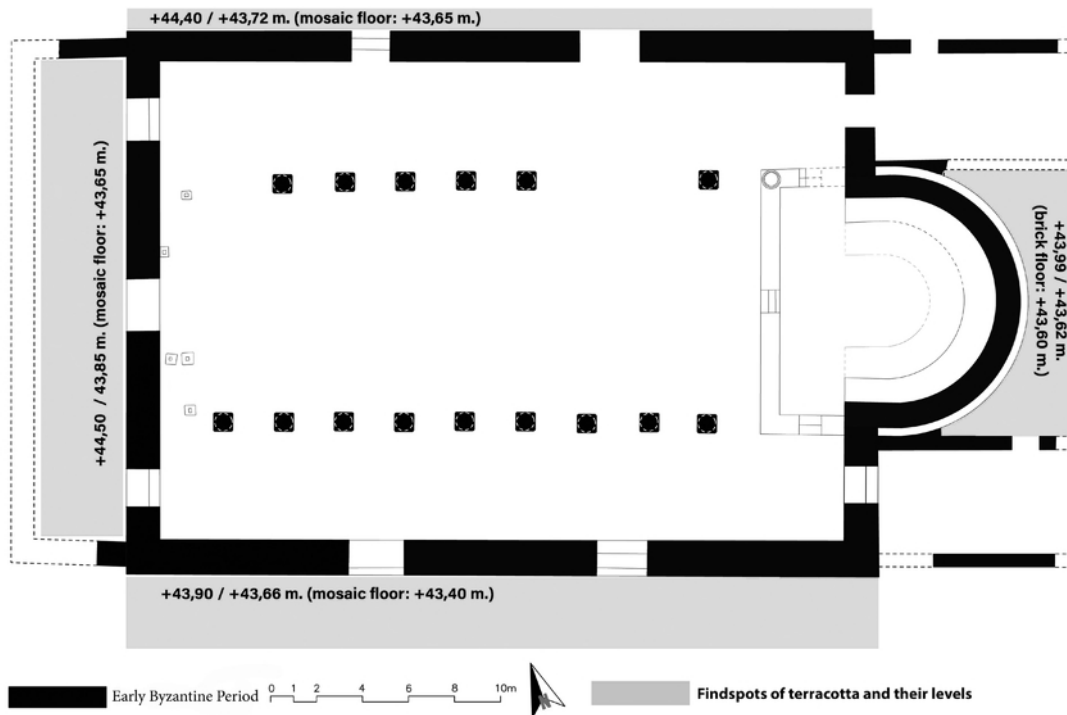 +44,40 / +43,72 m. (mosaic floor: +43,65 m.)
+44,50 / 43,85 m. (mosaic floor: +43,65 m.)
+43,99 / +43,62 m.
(brick floor: +43,60 m.)
+43,90 / +43,66 m. (mosaic floor: +43,40 m.)
Early Byzantine Period
0 1 2 4 6 8 10m
N
Findspots of terracotta and their levels